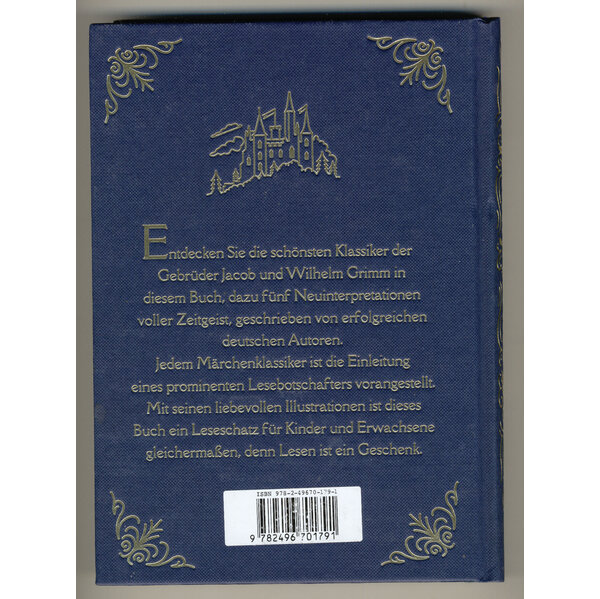 Entdecken Sie die schönsten Klassiker der
Gebrüder Jacob und Wilhelm Grimm in
diesem Buch, dazu fünf Neuinterpretationen
voller Zeitgeist, geschrieben von erfolgreichen
deutschen Autoren.
Jedem Märchenklassiker ist die Einleitung
eines prominenten Lesebotschafters vorangestellt.
Mit seinen liebevollen Illustrationen ist dieses
Buch ein Leseschatz für Kinder und Erwachsene
gleichermaßen, denn Lesen ist ein Geschenk.
ISBN 978-2-49670-179-1
9 782496 701791